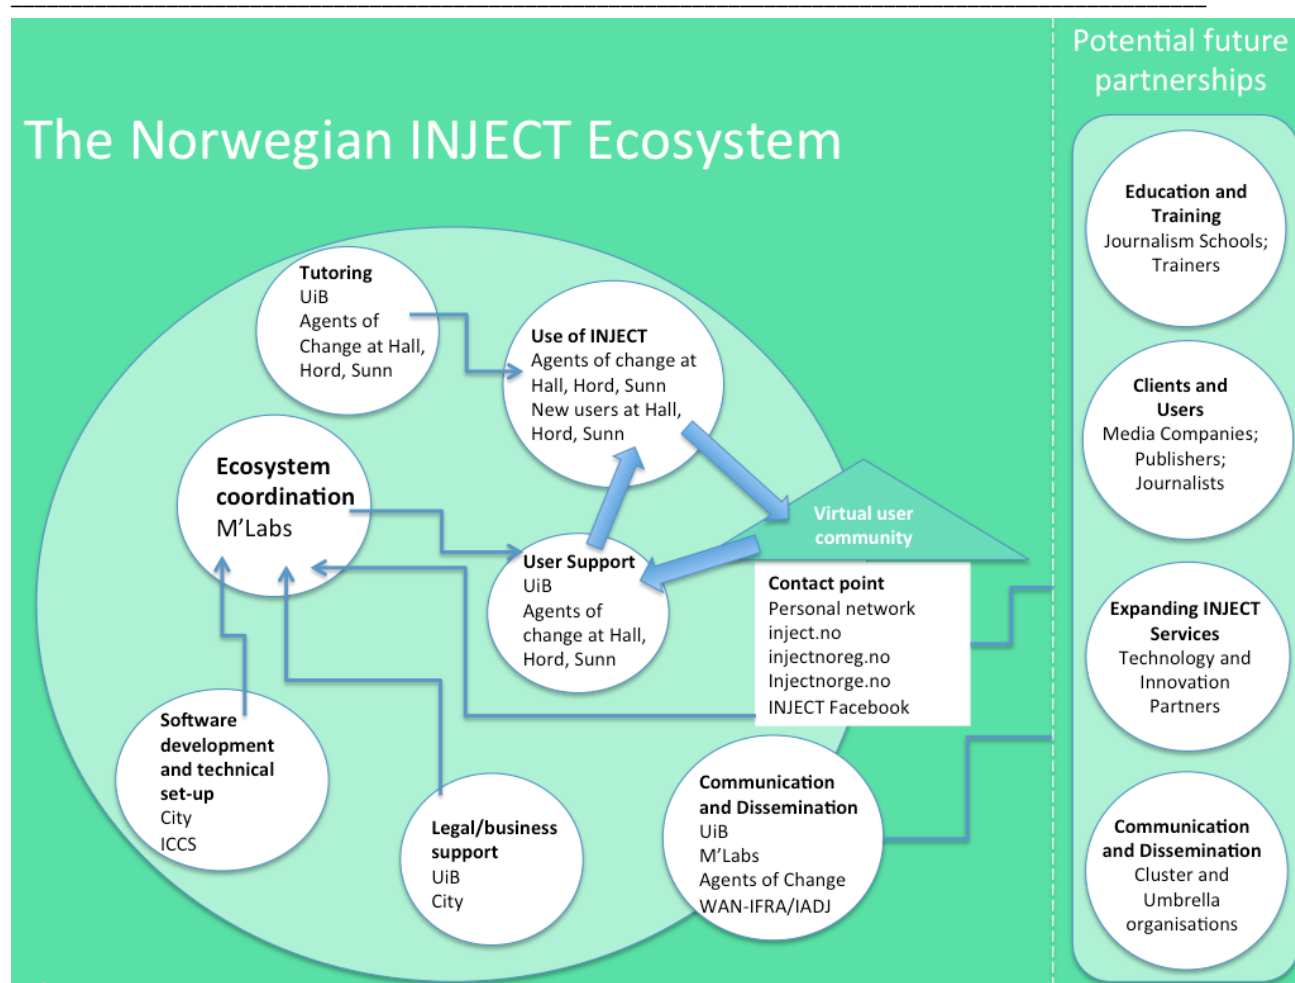 The Norwegian INJECT Ecosystem
Tutoring
UiB
Agents of
Change at Hall,
Hord, Sunn
Use of INJECT
Agents of change at
Hall, Hord, Sunn
New users at Hall,
Hord, Sunn
Ecosystem
coordination
M’Labs
Virtual user
community
User Support
UiB
Agents of
change at Hall,
Hord, Sunn
Contact point
Personal network
inject.no
injectnoreg.no
Injectnorge.no
INJECT Facebook
Software
development
and technical
set-up
City
ICCS
Legal/business
support
UiB
City
Communication
and Dissemination
UiB
M’Labs
Agents of Change
WAN-IFRA/IADJ
Potential future
partnerships
Education and
Training
Journalism Schools;
Trainers
Clients and
Users
Media Companies;
Publishers;
Journalists
Expanding INJECT
Services
Technology and
Innovation
Partners
Communication
and Dissemination
Cluster and
Umbrella
organisations